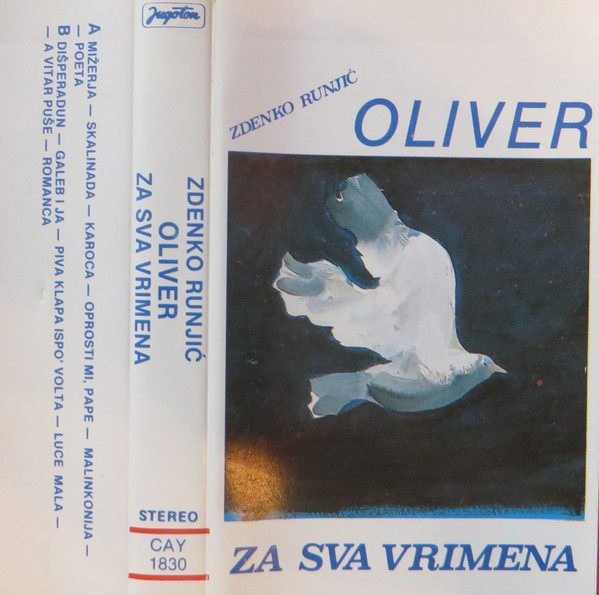 A MIŽERJA — SKALINADA — KAROCA — OPROSTI MI, PAPE — MALINKONIJA —
— POETA
B DIŠPERADUN — GALEB I JA — PIVA KLAPA ISPO' VOLTA — LUCE MALA —
— A VITAR PUŠE — ROMANCA
Jugoton
ZDENKO RUNJIĆ
OLIVER
ZA SVA VRIMENA
STEREO
CAY
1830
ZDENKO RUNJIĆ
OLIVER
ZA SVA VRIMENA